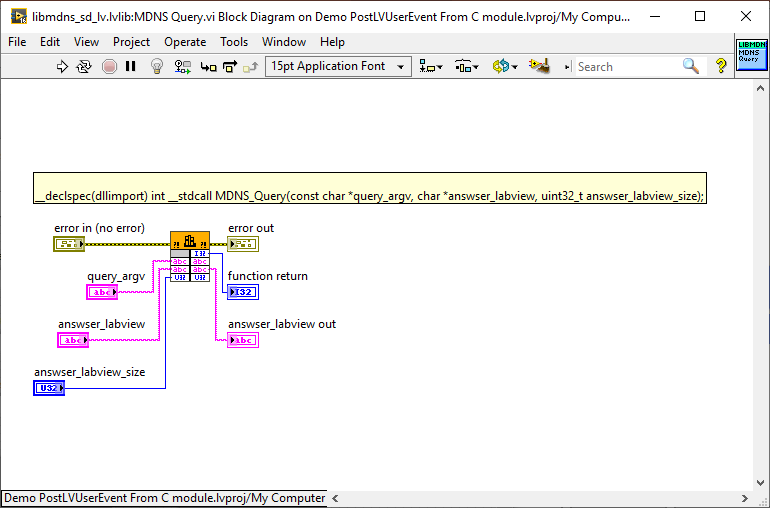 libmdns_sd_lv.lvlib:MDNS Query.vi Block Diagram on Demo PostLVUserEvent From C module.lvproj/My Compu...
File Edit View Project Operate Tools Window Help
15pt Application Font
Search
?
LIBMDN
MDNS
Query
__declspec(dllimport) int __stdcall MDNS_Query(const char *query_argv, char *answser_labview, uint32_t answser_labview_size);
error in (no error)
error out
?!
?!
I32
abc abc
abc abc
U32 U32
query_argv
abc
function return
I32
answser_labview
abc
answser_labview out
abc
answser_labview_size
U32
Demo PostLVUserEvent From C module.lvproj/My Computer